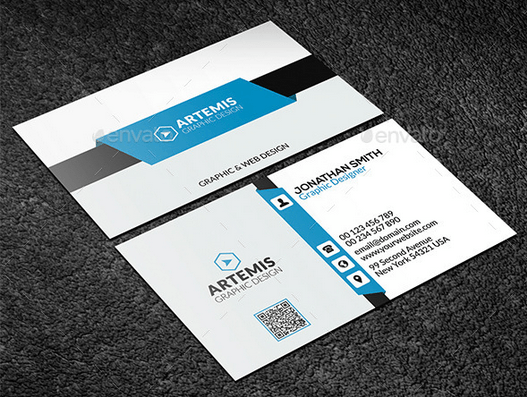 ARTEMIS
GRAPHIC DESIGN
GRAPHIC & WEB DESIGN
envato
envato
JONATHAN SMITH
Graphic Designer
00 123 456 789
00 234 567 890
email@domain.com
www.yourwebsite.com
99 Second Avenue
New York 54321 USA
ARTEMIS
GRAPHIC DESIGN